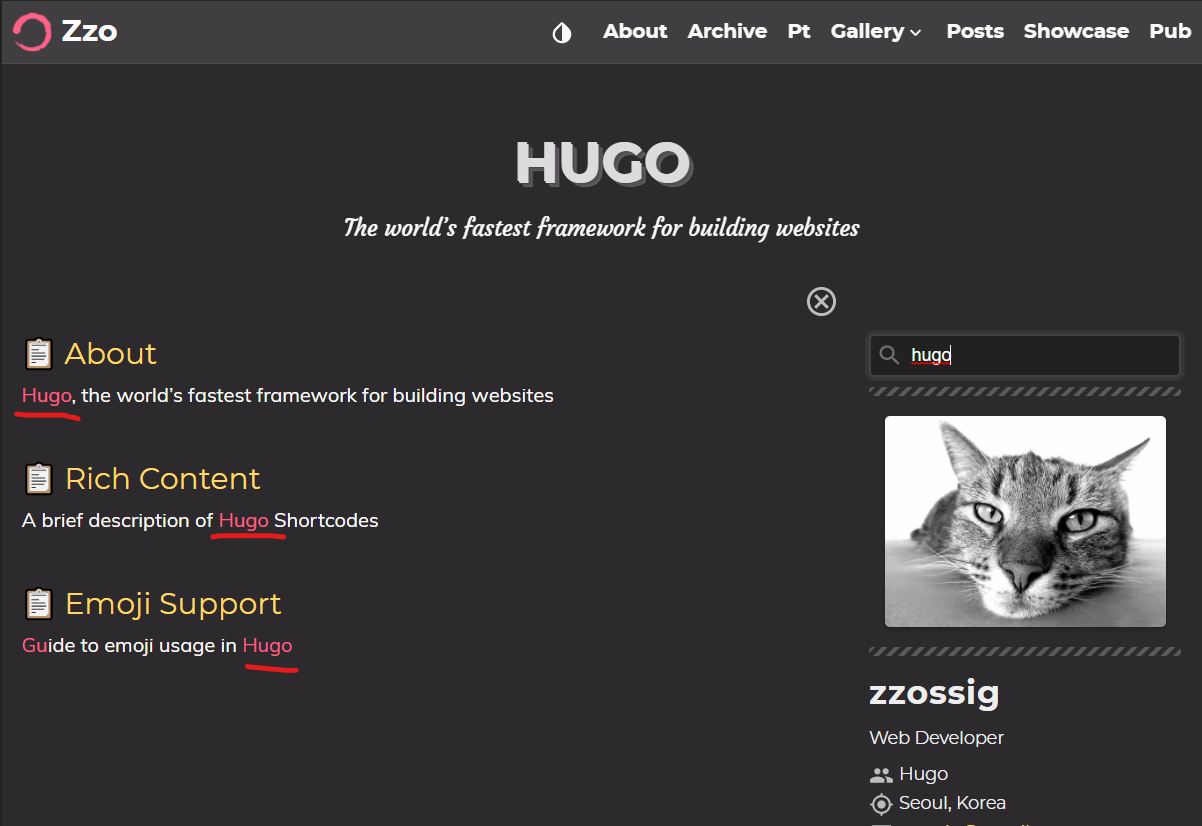 Zzo
About Archive Pt Gallery Posts Showcase Pub
HUGO
The world's fastest framework for building websites
hugo
About
Hugo, the world's fastest framework for building websites
Rich Content
A brief description of Hugo Shortcodes
Emoji Support
Guide to emoji usage in Hugo
zzossig
Web Developer
Hugo
Seoul, Korea